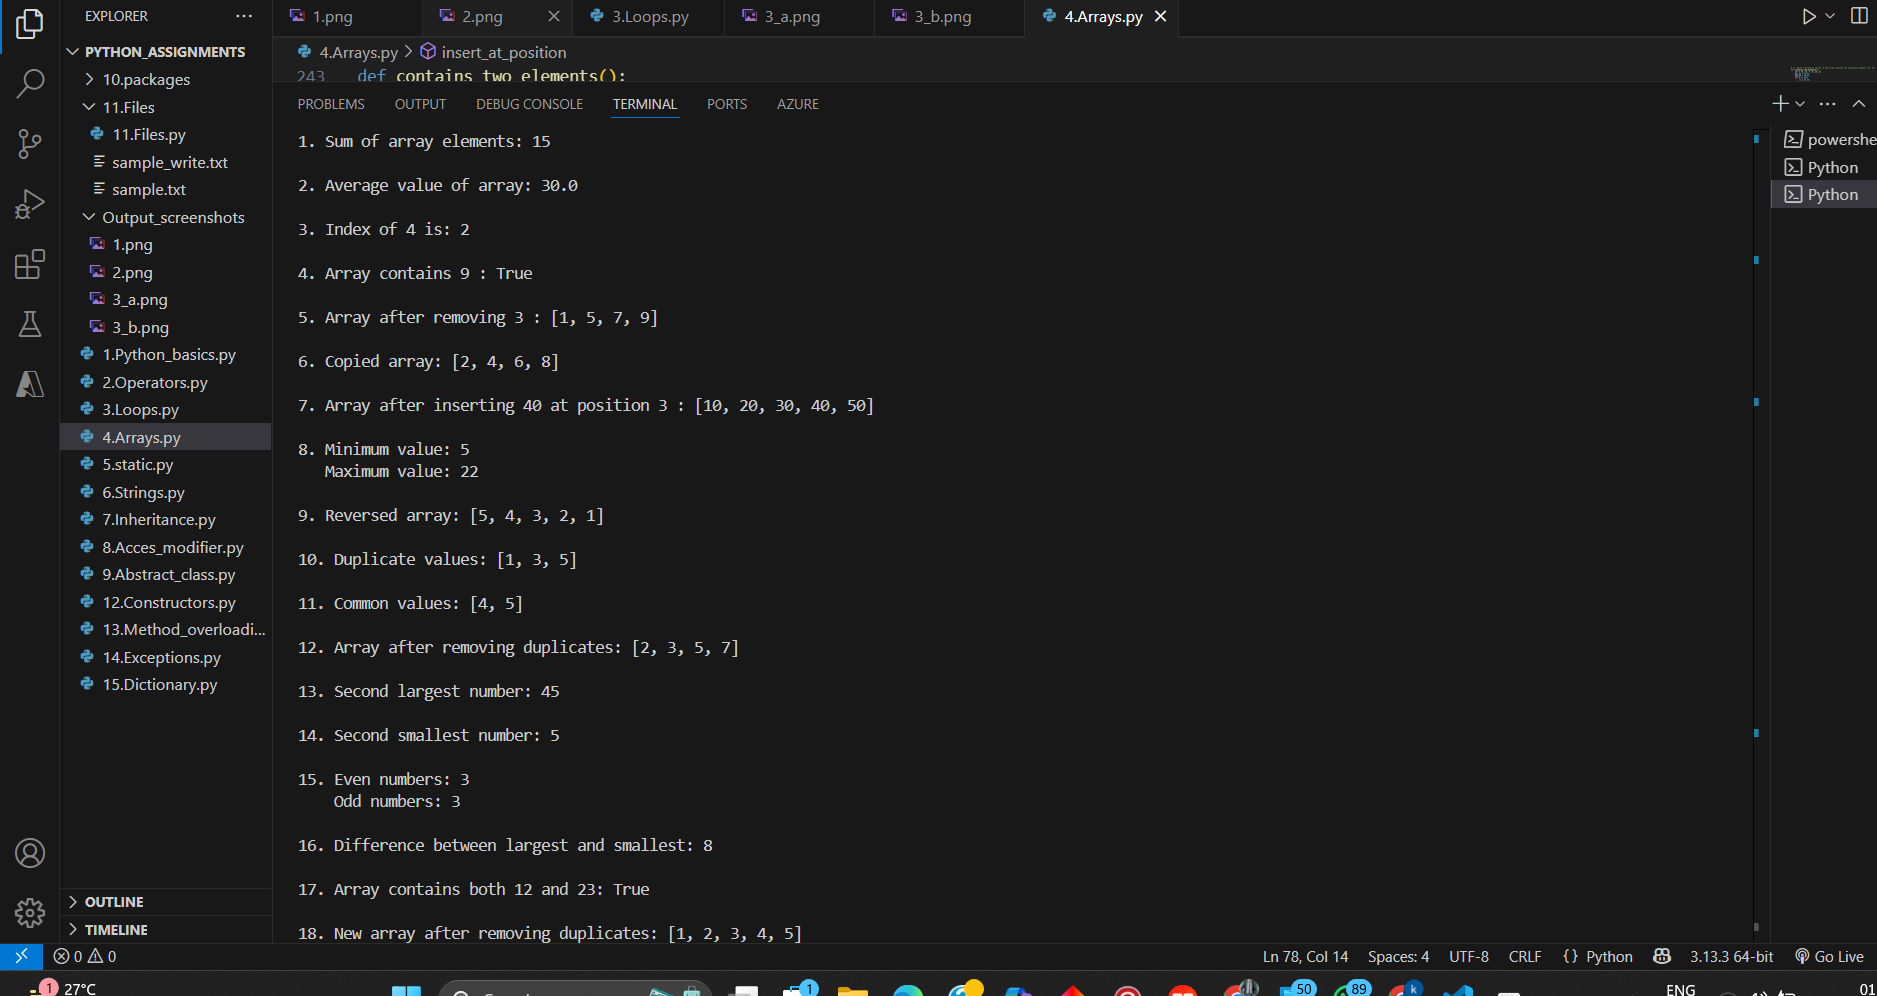 EXPLORER
PYTHON_ASSIGNMENTS
10.packages
11.Files
11.Files.py
sample_write.txt
sample.txt
Output_screenshots
1.png
2.png
3_a.png
3_b.png
1.Python_basics.py
2.Operators.py
3.Loops.py
4.Arrays.py
5.static.py
6.Strings.py
7.Inheritance.py
8.Acces_modifier.py
9.Abstract_class.py
12.Constructors.py
13.Method_overloadi...
14.Exceptions.py
15.Dictionary.py
OUTLINE
TIMELINE
1.png 2.png 3.Loops.py 3_a.png 3_b.png 4.Arrays.py
4.Arrays.py > insert_at_position
243 def contains_two_elements():
PROBLEMS OUTPUT DEBUG CONSOLE TERMINAL PORTS AZURE
1. Sum of array elements: 15
2. Average value of array: 30.0
3. Index of 4 is: 2
4. Array contains 9 : True
5. Array after removing 3 : [1, 5, 7, 9]
6. Copied array: [2, 4, 6, 8]
7. Array after inserting 40 at position 3 : [10, 20, 30, 40, 50]
8. Minimum value: 5
Maximum value: 22
9. Reversed array: [5, 4, 3, 2, 1]
10. Duplicate values: [1, 3, 5]
11. Common values: [4, 5]
12. Array after removing duplicates: [2, 3, 5, 7]
13. Second largest number: 45
14. Second smallest number: 5
15. Even numbers: 3
Odd numbers: 3
16. Difference between largest and smallest: 8
17. Array contains both 12 and 23: True
18. New array after removing duplicates: [1, 2, 3, 4, 5]
powershe
Python
Python
0 0 Ln 78, Col 14 Spaces: 4 UTF-8 CRLF {} Python 3.13.3 64-bit Go Live
1 27°C 1 50 89 k ENG 01